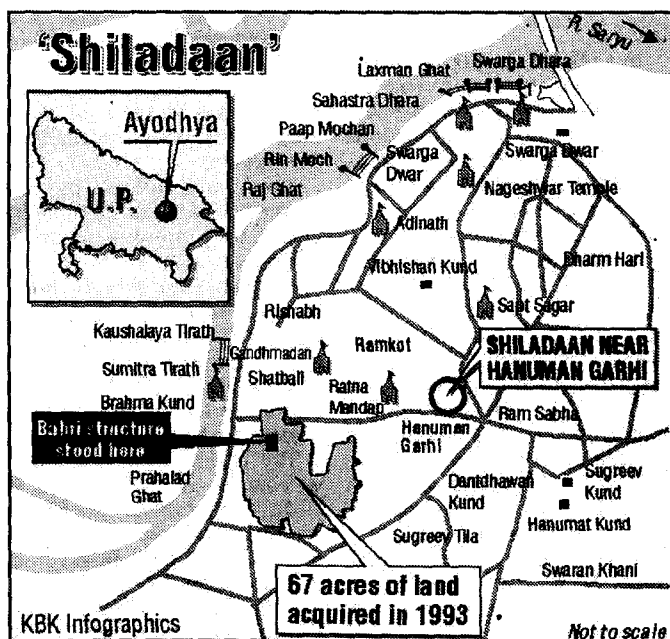 'Shiladaan'
R. Saryu
Swarga Dhara
Laxman Ghat
Sahastra Dhara
Ayodhya
U.P.
Paap Mochan
Rin Moch
Raj Ghat
Swarga
Dwar
Swarga Dwar
Nageshwar Temple
Adinath
Vibhishan Kund
Dharm Hari
Sapt Sagar
Rishabh
Kaushalaya Tirath
Gandhmadan
Ramkot
SHILADAAN NEAR
HANUMAN GARHI
Sumitra Tirath
Shatbali
Ratna
Mandap
Brahma Kund
Hanuman
Garhi
Ram Sabha
Babri structure
stood here
Prahalad
Ghat
Dantdhawan
Kund
Sugreev
Kund
Hanumat Kund
Sugreev Tila
Swaran Khani
67 acres of land
acquired in 1993
KBK Infographics
Not to scale